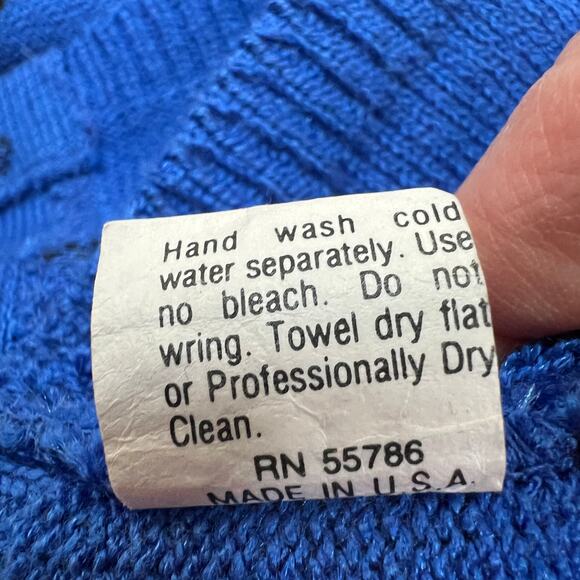 Hand wash cold
water separately. Use
no bleach. Do not
wring. Towel dry flat
or Professionally Dry
Clean.
RN 55786
MADE IN U.S.A.